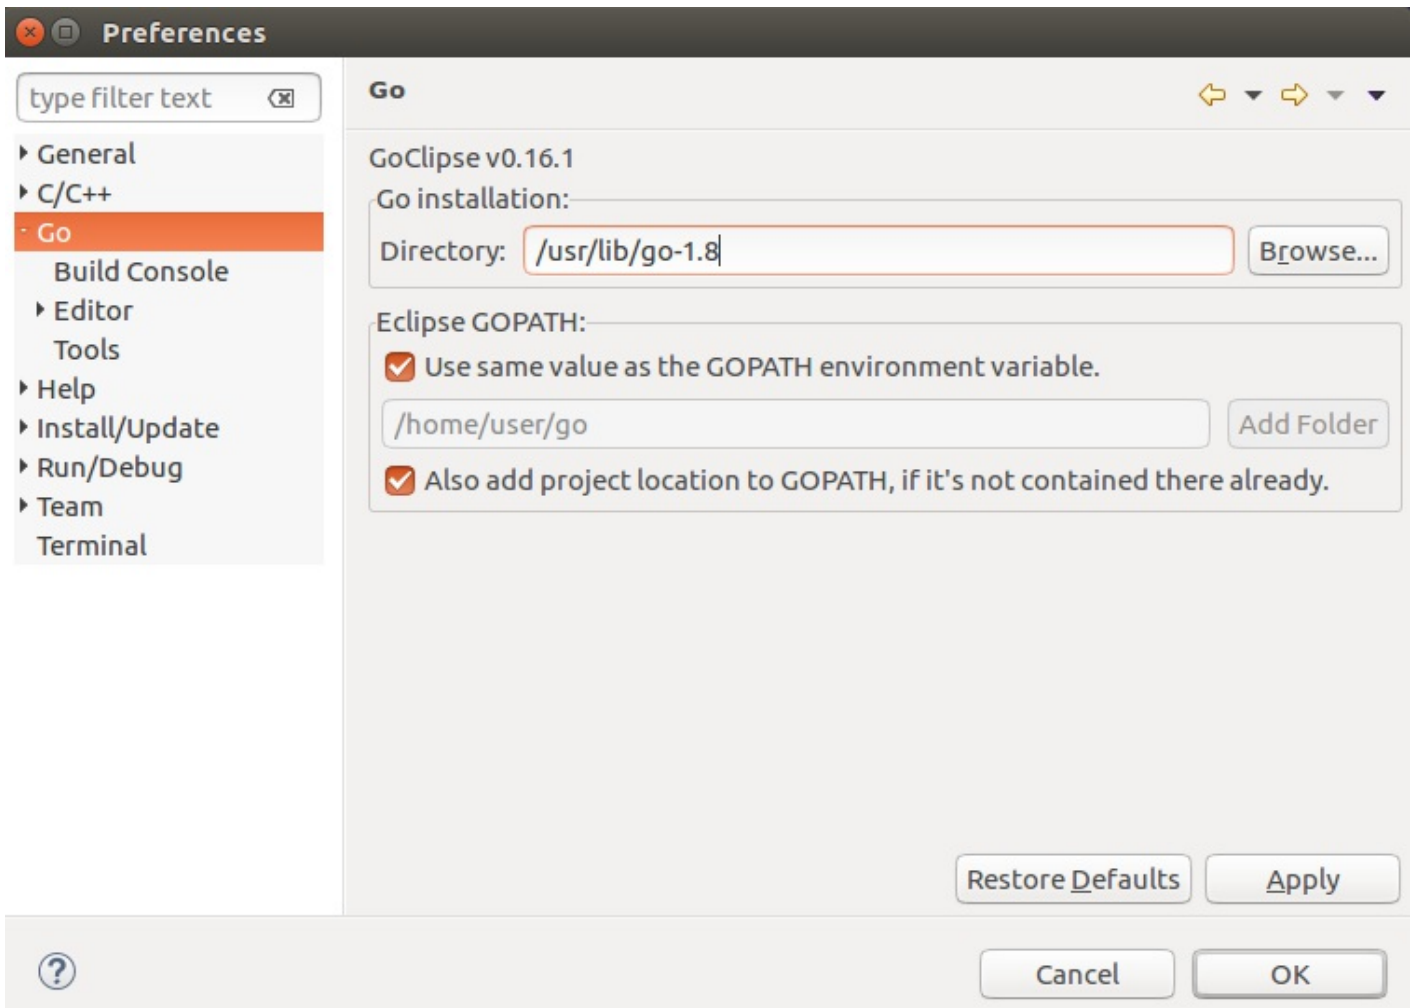 Preferences
type filter text
General
C/C++
Go
Build Console
Editor
Tools
Help
Install/Update
Run/Debug
Team
Terminal
Go
GoClipse v0.16.1
Go installation:
Directory: /usr/lib/go-1.8 Browse...
Eclipse GOPATH:
Use same value as the GOPATH environment variable.
/home/user/go Add Folder
Also add project location to GOPATH, if it's not contained there already.
Restore Defaults Apply
Cancel OK